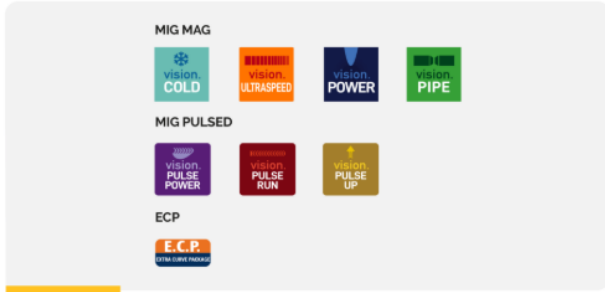 MIG MAG
vision. COLD
vision. ULTRASPEED
vision. POWER
vision. PIPE
MIG PULSED
vision. PULSE POWER
vision. PULSE RUN
vision. PULSE UP
ECP
E.C.P.
EXTRA CURVE PACKAGE